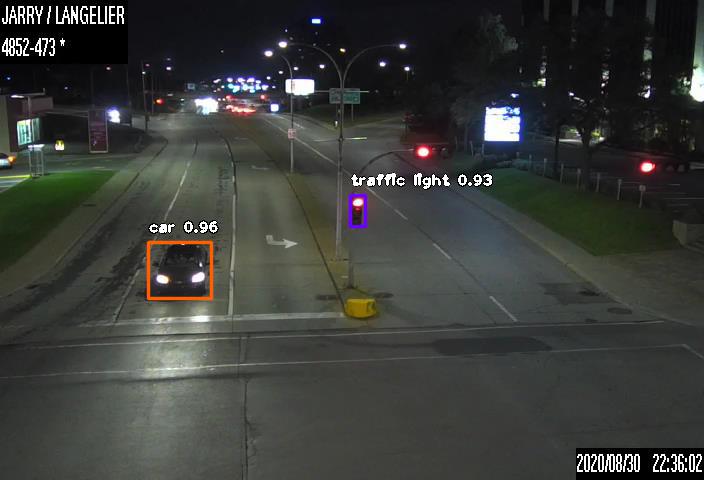 JARRY / LANGELIER
4852-473 *
traffic light 0.93
car 0.96
2020/08/30 22:36:02